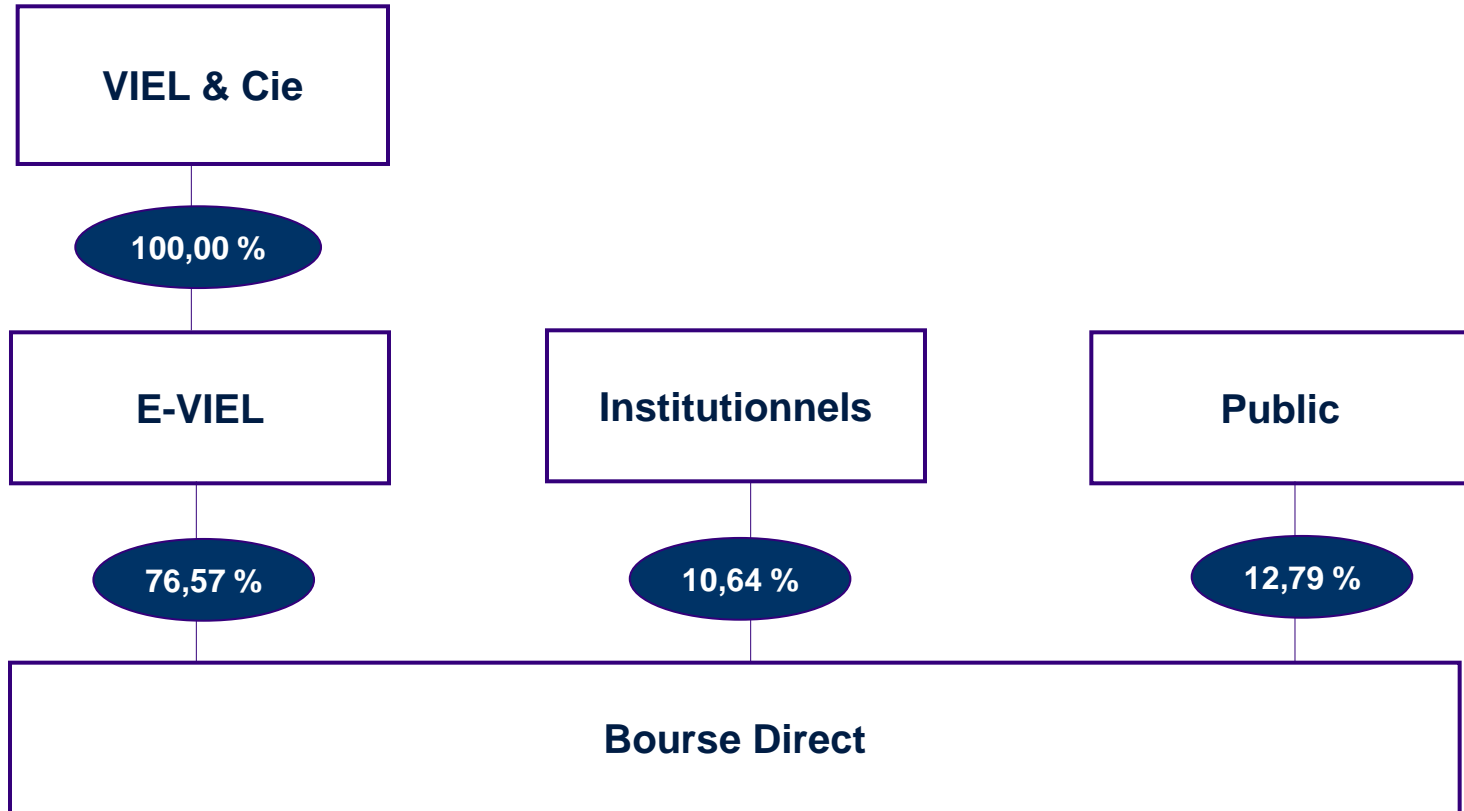 VIEL & Cie
100,00 %
E-VIEL
Institutionnels
Public
76,57 %
10,64 %
12,79 %
Bourse Direct